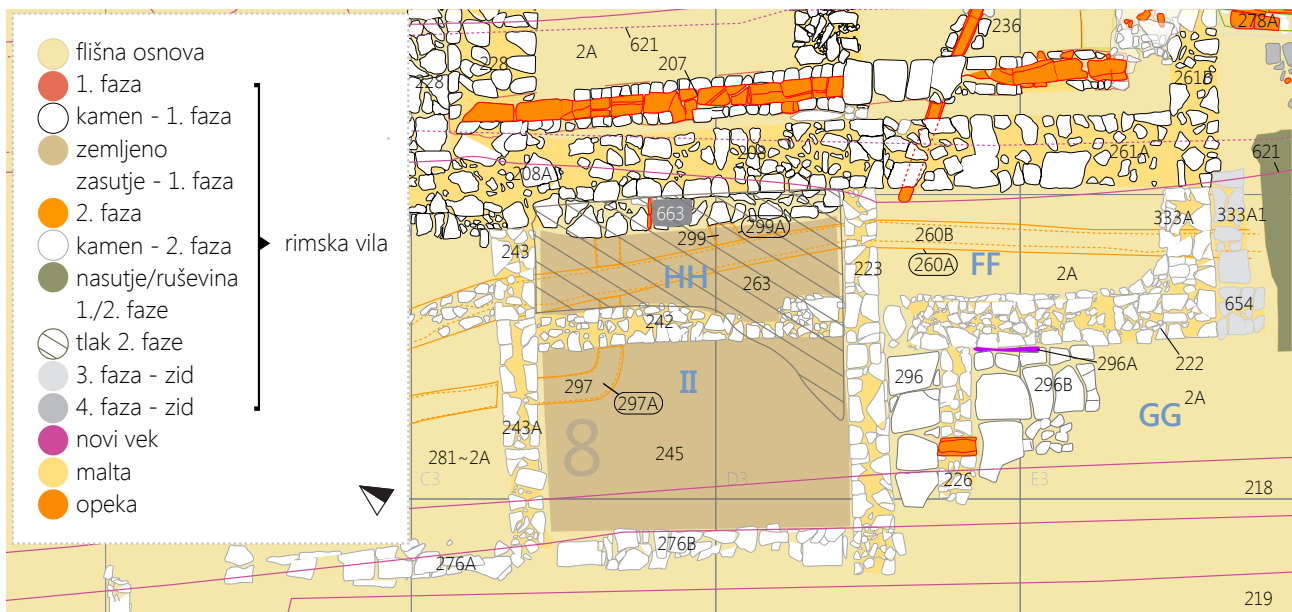 flišna osnova
1. faza
kamen - 1. faza
zemljeno
zasutje - 1. faza
2. faza
kamen - 2. faza
nasutje/ruševina
1./2. faze
tlak 2. faze
3. faza - zid
4. faza - zid
novi vek
malta
opeka
rimska vila
236
278A
2A
621
228
207
228
261B
208
261A
621
208A
663
333A
333A1
299
299A
260B
243
223
260A
FF
2A
HH
263
654
242
296A
222
297
II
296
296B
2A
297A
GG
243A
8
281~2A
245
C3
D3
226
E3
218
276B
276A
219